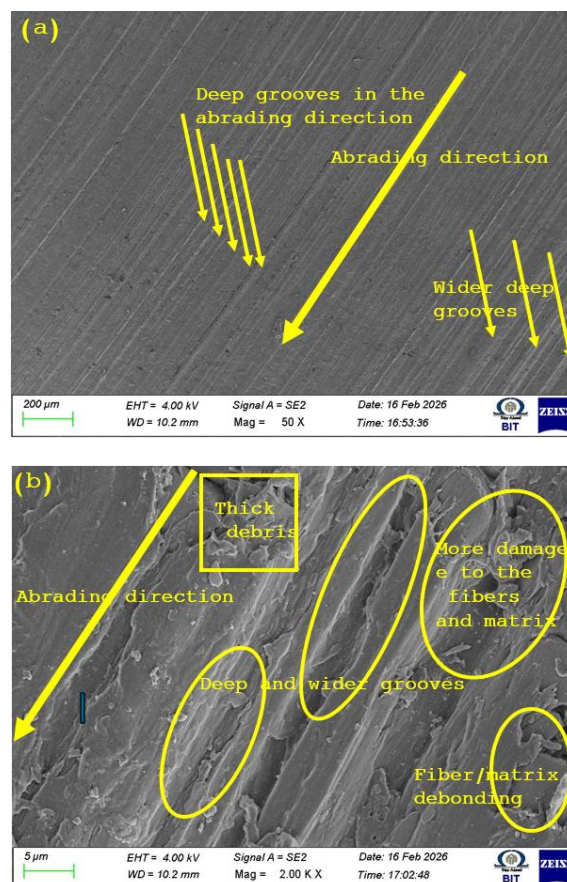 (a)
Deep grooves in the
abrading direction
Abrading direction
Wider deep
grooves
200 µm
EHT = 4.00 kV
Signal A = SE2
Date: 16 Feb 2026
WD = 10.2 mm
Mag = 50 X
Time: 16:53:36
BIT
ZEISS
(b)
Thick
debris
More damag
e to the
fibers
and matrix
Abrading direction
Deep and wider grooves
Fiber/matrix
debonding
5 µm
EHT = 4.00 kV
Signal A = SE2
Date: 16 Feb 2026
WD = 10.2 mm
Mag = 2.00 K X
Time: 17:02:48
BIT
ZEISS